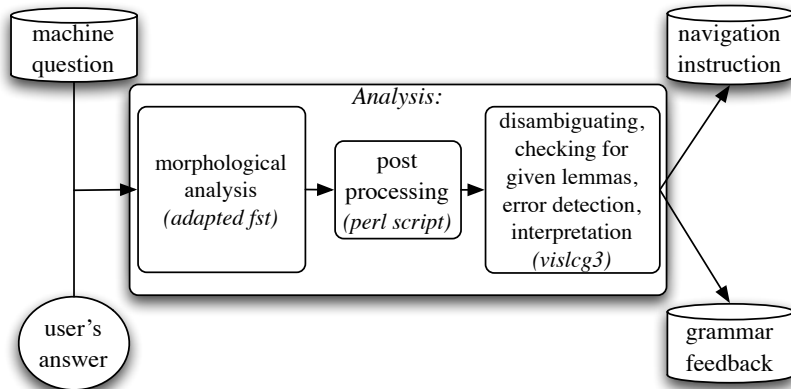 machine
question
navigation
instruction
Analysis:
morphological
analysis
(adapted fst)
post
processing
(perl script)
disambiguating,
checking for
given lemmas,
error detection,
interpretation
(vislcg3)
user’s
answer
grammar
feedback